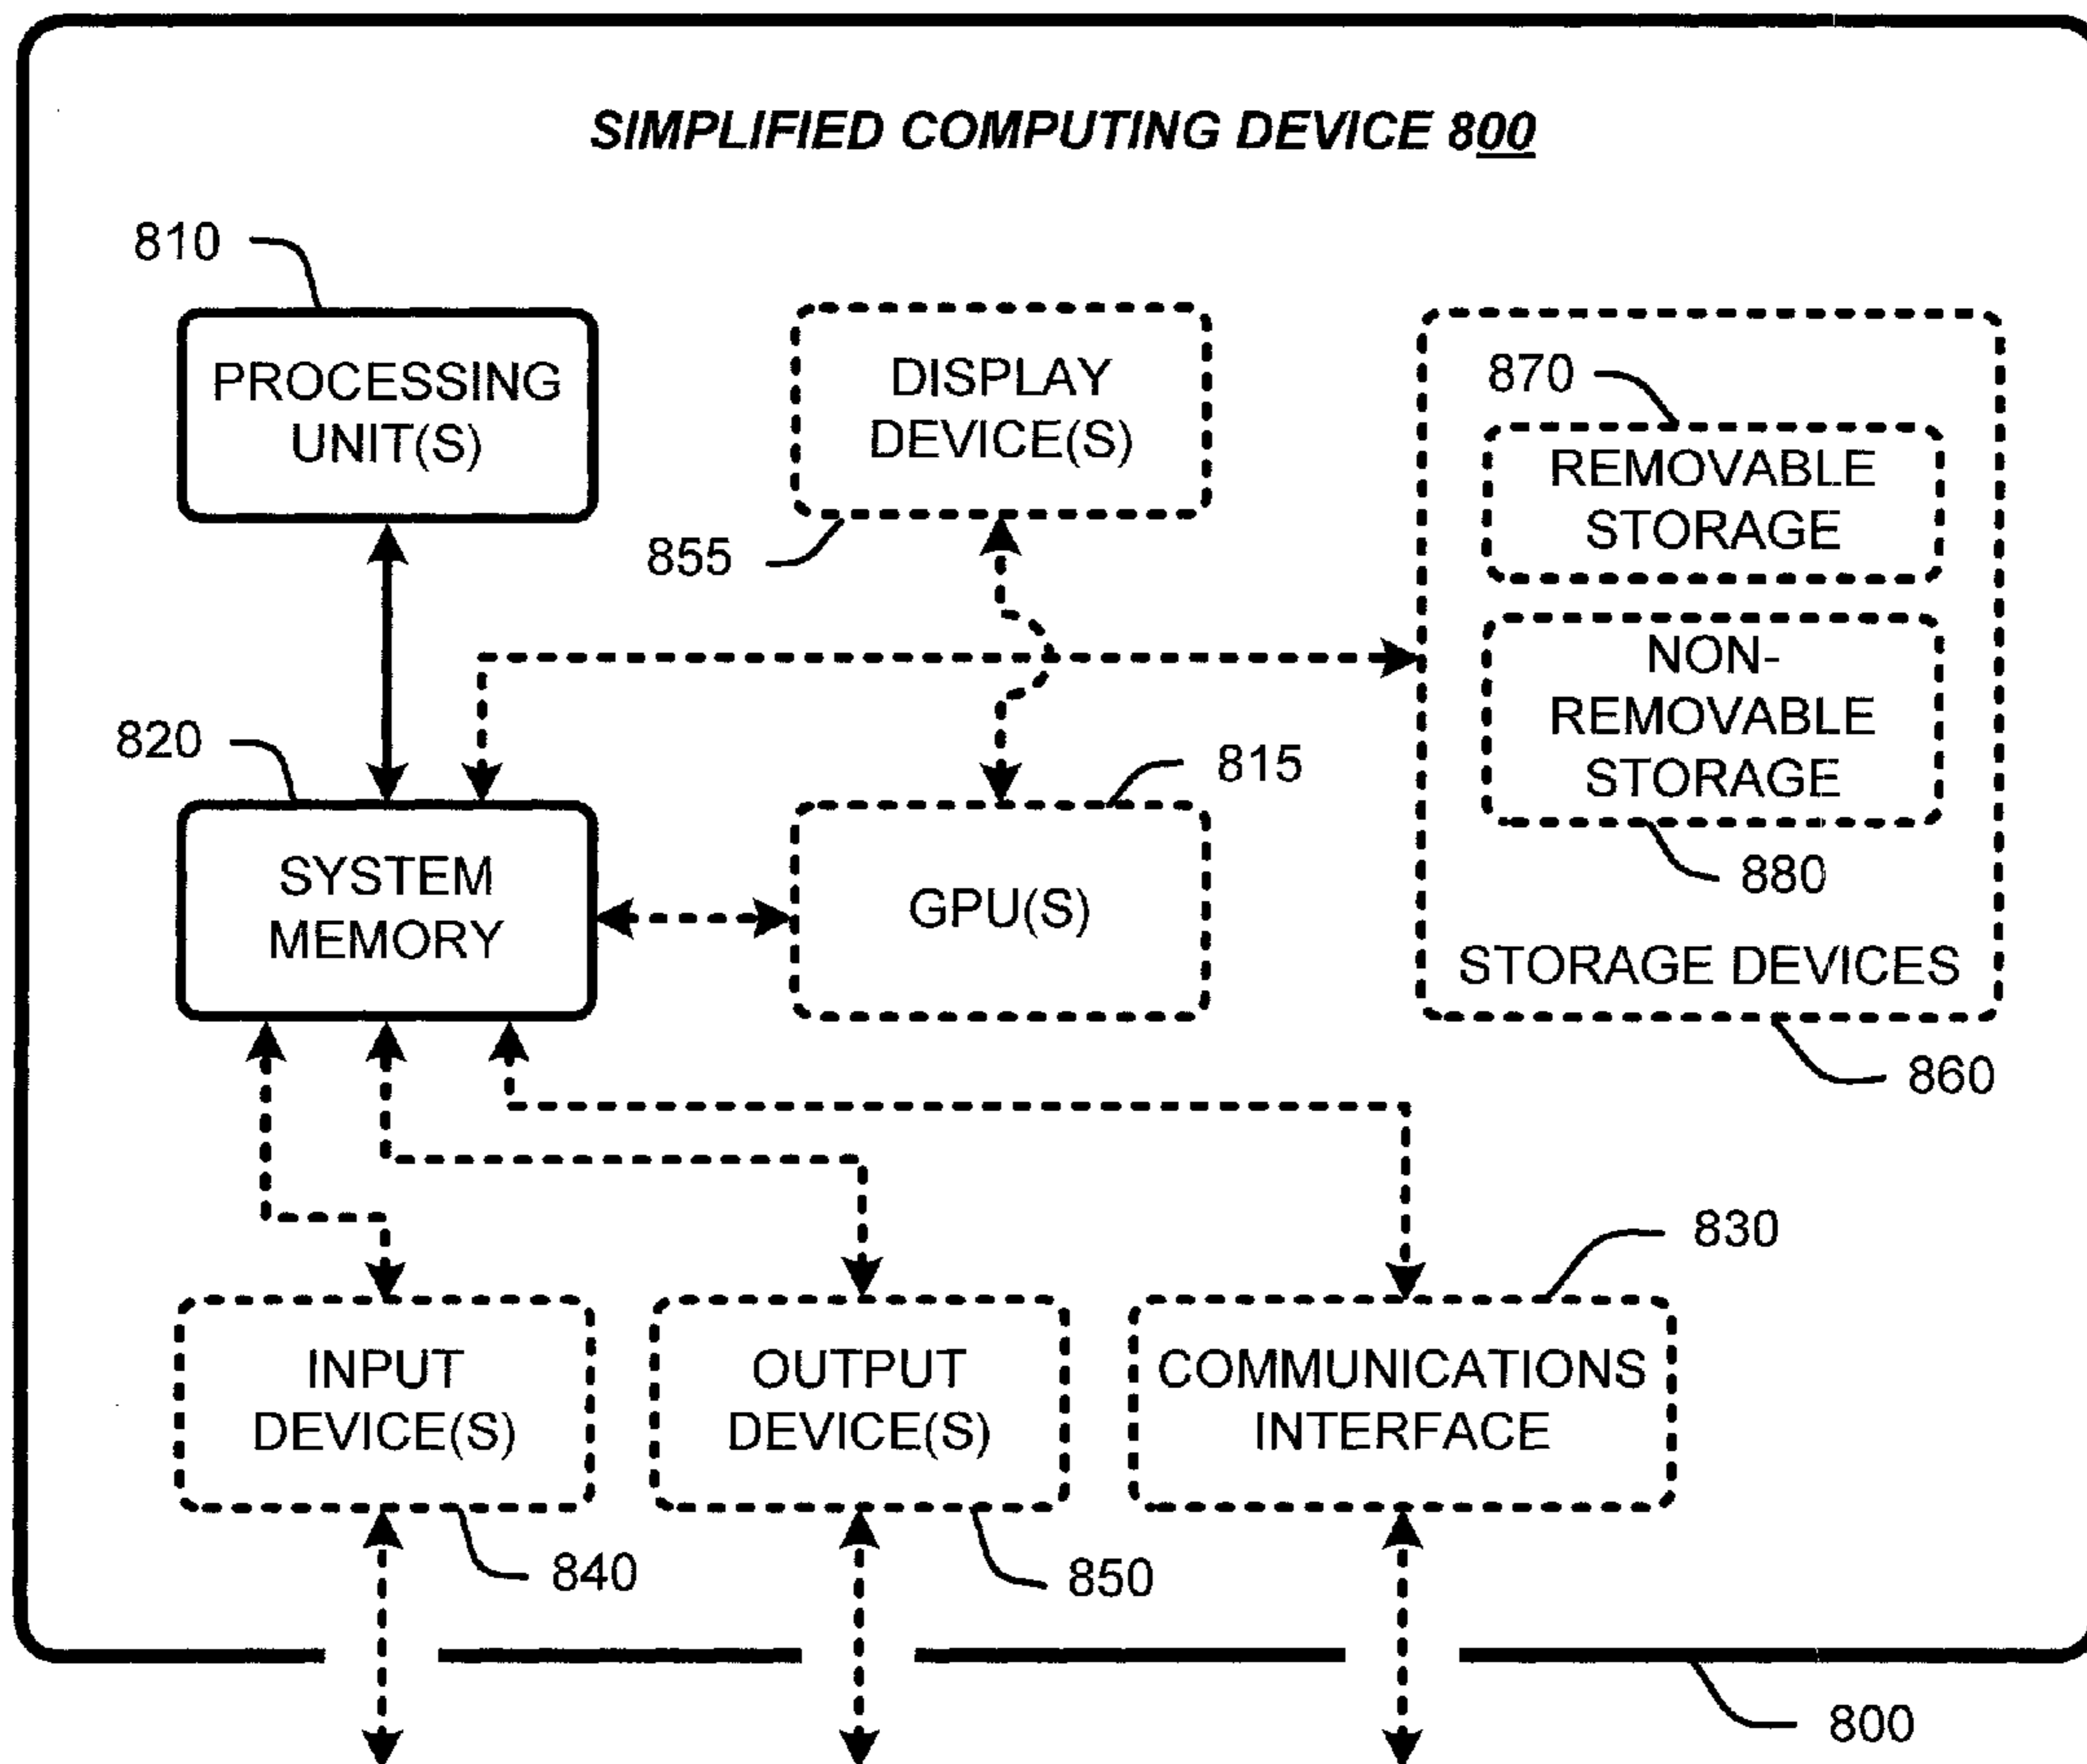 SIMPLIFIED COMPUTING DEVICE 800
810
PROCESSING
UNIT(S)
DISPLAY
DEVICE(S)
855
870
REMOVABLE
STORAGE
NON-
REMOVABLE
STORAGE
880
STORAGE DEVICES
860
820
SYSTEM
MEMORY
815
GPU(S)
830
INPUT
DEVICE(S)
840
OUTPUT
DEVICE(S)
850
COMMUNICATIONS
INTERFACE
800